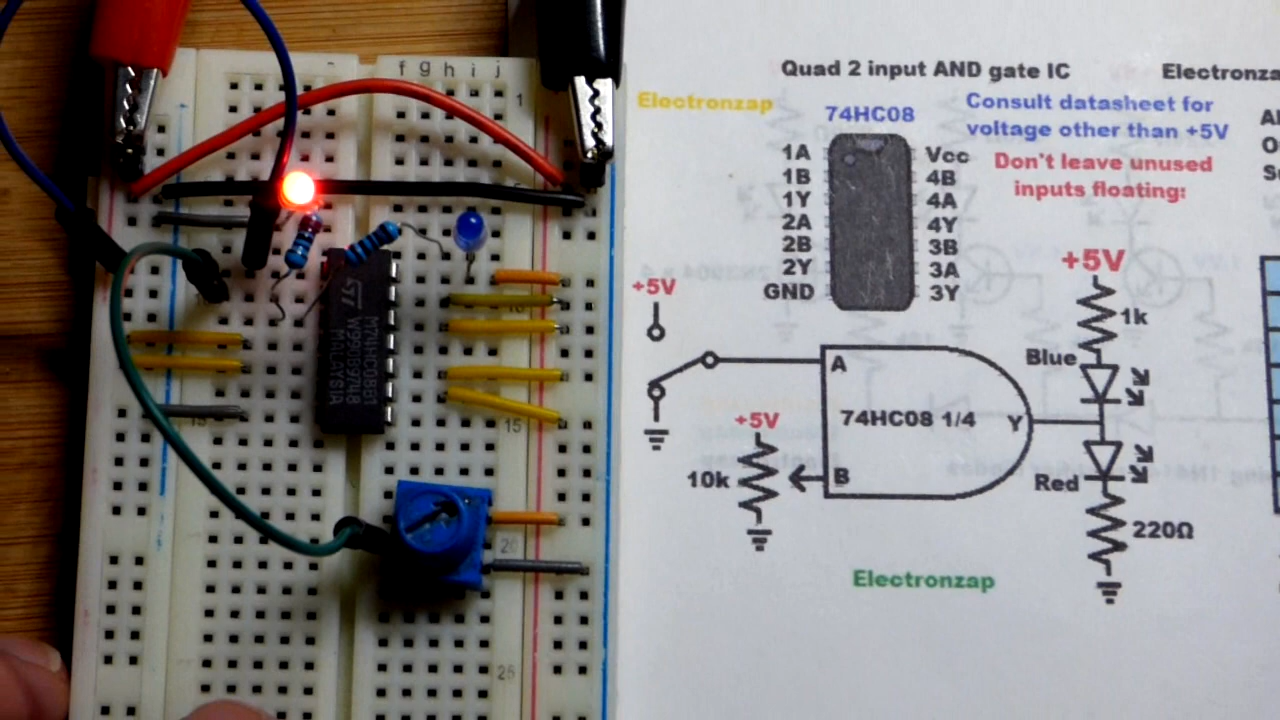 f g h i j
1
15
15
20
25
M74HC08B1
W990B9748
MALAYSIA
Quad 2 input AND gate IC
Electronza
Electronzap
74HC08
Consult datasheet for
voltage other than +5V
Don't leave unused
inputs floating:
1A
1B
1Y
2A
2B
2Y
GND
Vcc
4B
4A
4Y
3B
3A
3Y
+5V
A
B
74HC08 1/4
Y
+5V
10k
+5V
1k
Blue
Red
220Ω
Electronzap